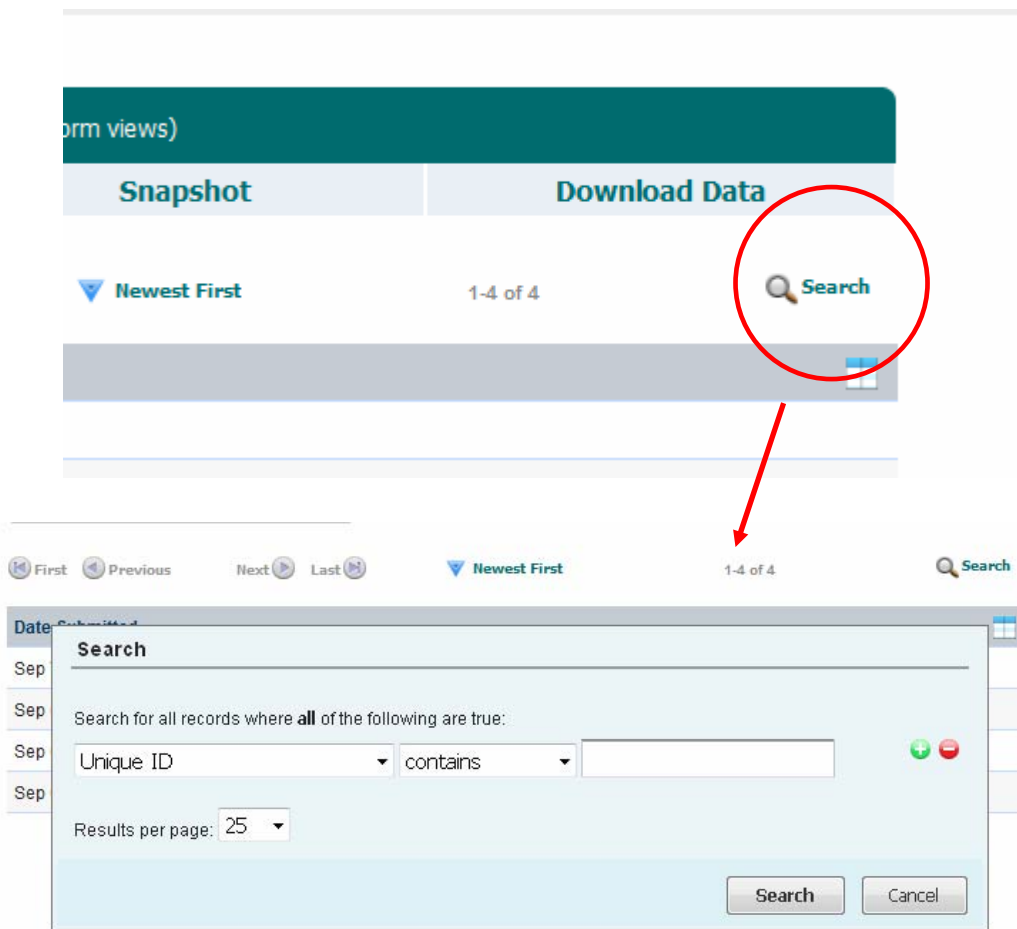 orm views)
Snapshot Download Data
Newest First 1-4 of 4 Search
First Previous Next Last Newest First 1-4 of 4 Search
Date Submitted
Search
Sep
Sep
Search for all records where all of the following are true:
Sep
Unique ID contains
Sep
Results per page: 25
Search Cancel